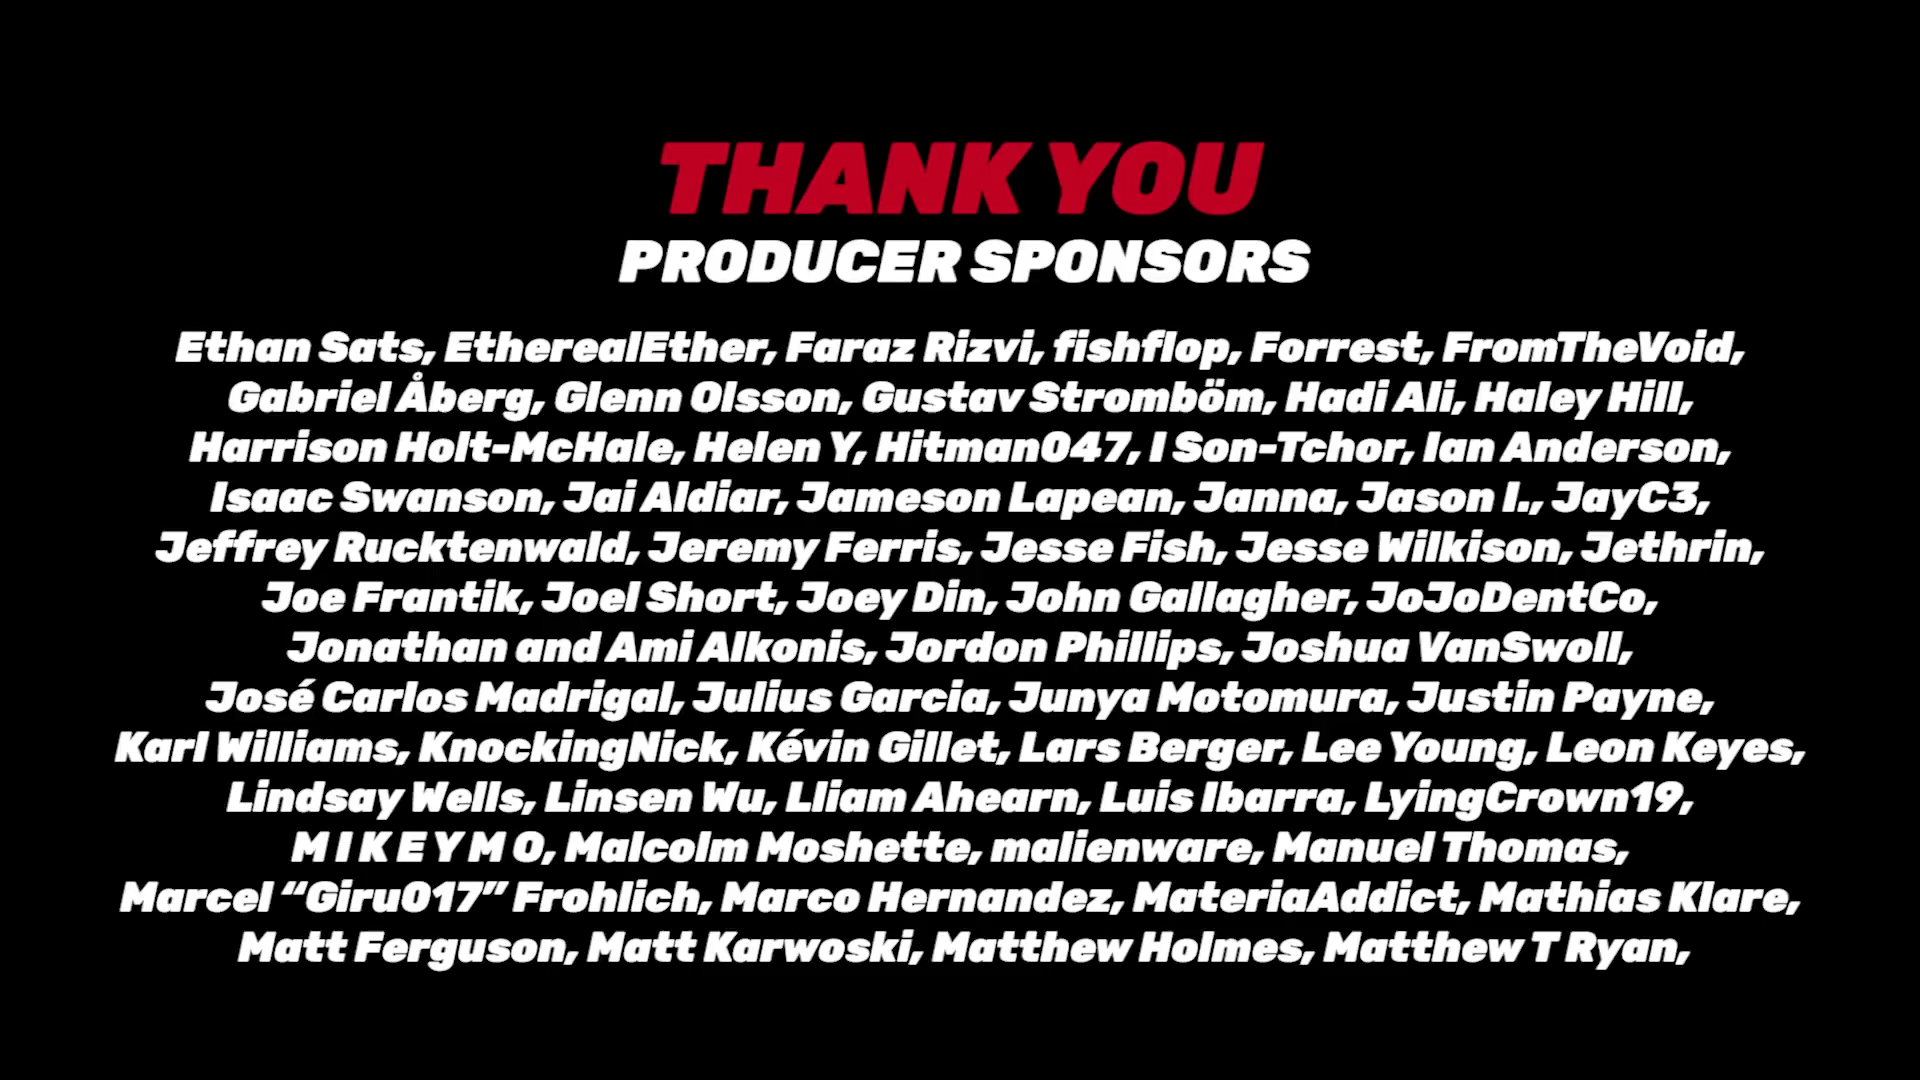 THANK YOU
PRODUCER SPONSORS
Ethan Sats, EtherealEther, Faraz Rizvi, fishflop, Forrest, FromTheVoid,
Gabriel Åberg, Glenn Olsson, Gustav Stromböm, Hadi Ali, Haley Hill,
Harrison Holt-McHale, Helen Y, Hitman047, I Son-Tchor, Ian Anderson,
Isaac Swanson, Jai Aldiar, Jameson Lapean, Janna, Jason I., JayC3,
Jeffrey Rucktenwald, Jeremy Ferris, Jesse Fish, Jesse Wilkison, Jethrin,
Joe Frantik, Joel Short, Joey Din, John Gallagher, JoJoDentCo,
Jonathan and Ami Alkonis, Jordon Phillips, Joshua VanSwoll,
José Carlos Madrigal, Julius Garcia, Junya Motomura, Justin Payne,
Karl Williams, KnockingNick, Kévin Gillet, Lars Berger, Lee Young, Leon Keyes,
Lindsay Wells, Linsen Wu, Lliam Ahearn, Luis Ibarra, LyingCrown19,
M I K E Y M O, Malcolm Moshette, malienware, Manuel Thomas,
Marcel “Giru017” Frohlich, Marco Hernandez, MateriaAddict, Mathias Klare,
Matt Ferguson, Matt Karwoski, Matthew Holmes, Matthew T Ryan,